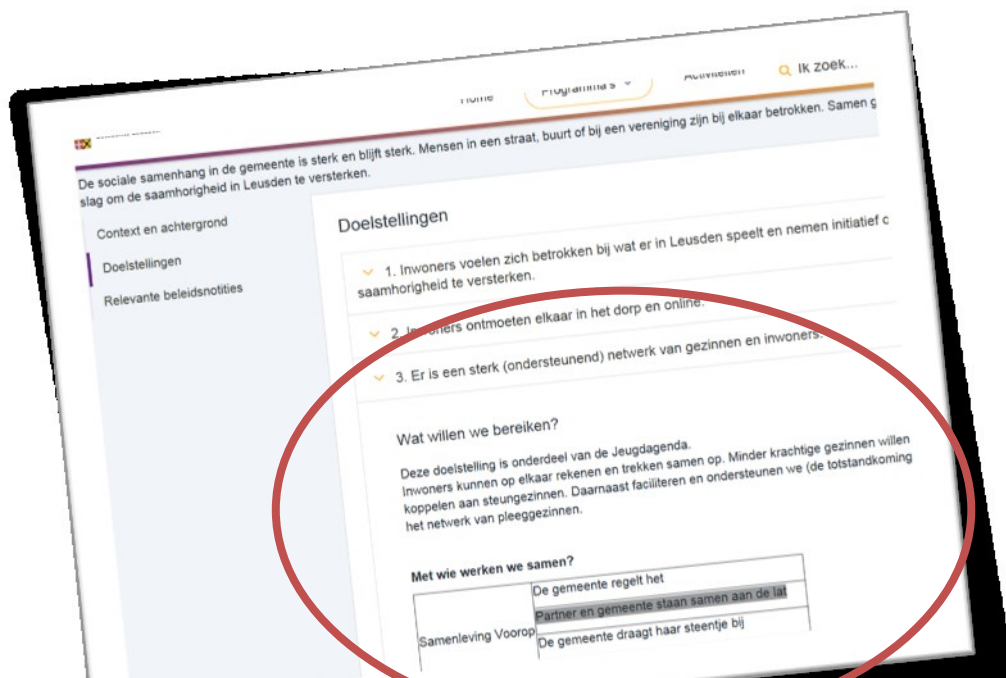 Ik zoek...
De sociale samenhang in de gemeente is sterk en blijft sterk. Mensen in een straat, buurt of bij een vereniging zijn bij elkaar betrokken. Samen
slag om de saamhorigheid in Leusden te versterken.
Context en achtergrond
Doelstellingen
Relevante beleidsnotities
Doelstellingen
1. Inwoners voelen zich betrokken bij wat er in Leusden speelt en nemen initiatief
saamhorigheid te versterken.
2. Inwoners ontmoeten elkaar in het dorp en online.
3. Er is een sterk (ondersteunend) netwerk van gezinnen en inwoners.
Wat willen we bereiken?
Deze doelstelling is onderdeel van de Jeugdagenda.
Inwoners kunnen op elkaar rekenen en trekken samen op. Minder krachtige gezinnen willen
koppelen aan steungezinnen. Daarnaast faciliteren en ondersteunen we (de totstandkoming
het netwerk van pleeggezinnen.
Met wie werken we samen?
Samenleving Voorop
De gemeente regelt het
Partner en gemeente staan samen aan de lat
De gemeente draagt haar steentje bij